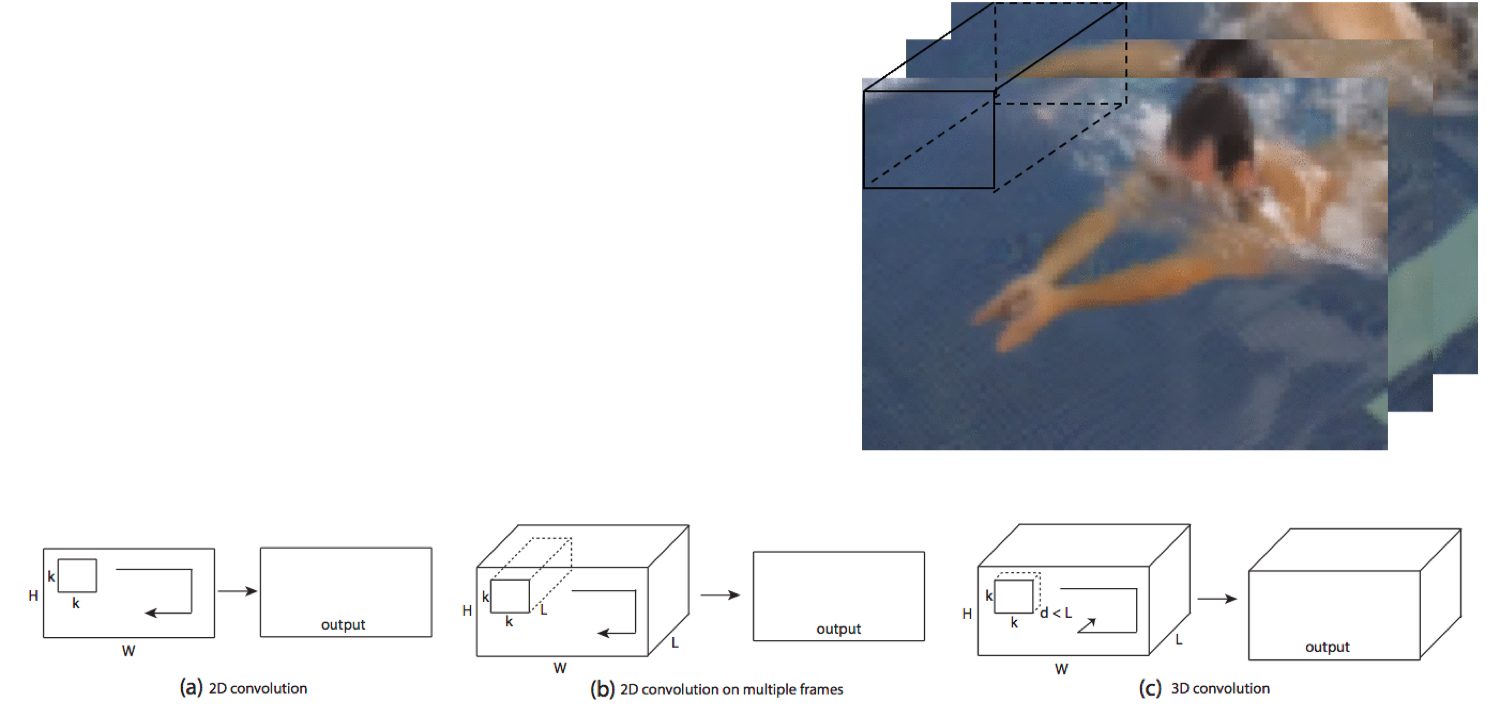 k
k
H
W
output
(a) 2D convolution
k
k
L
H
W
L
output
(b) 2D convolution on multiple frames
k
k
d < L
H
W
L
output
(c) 3D convolution